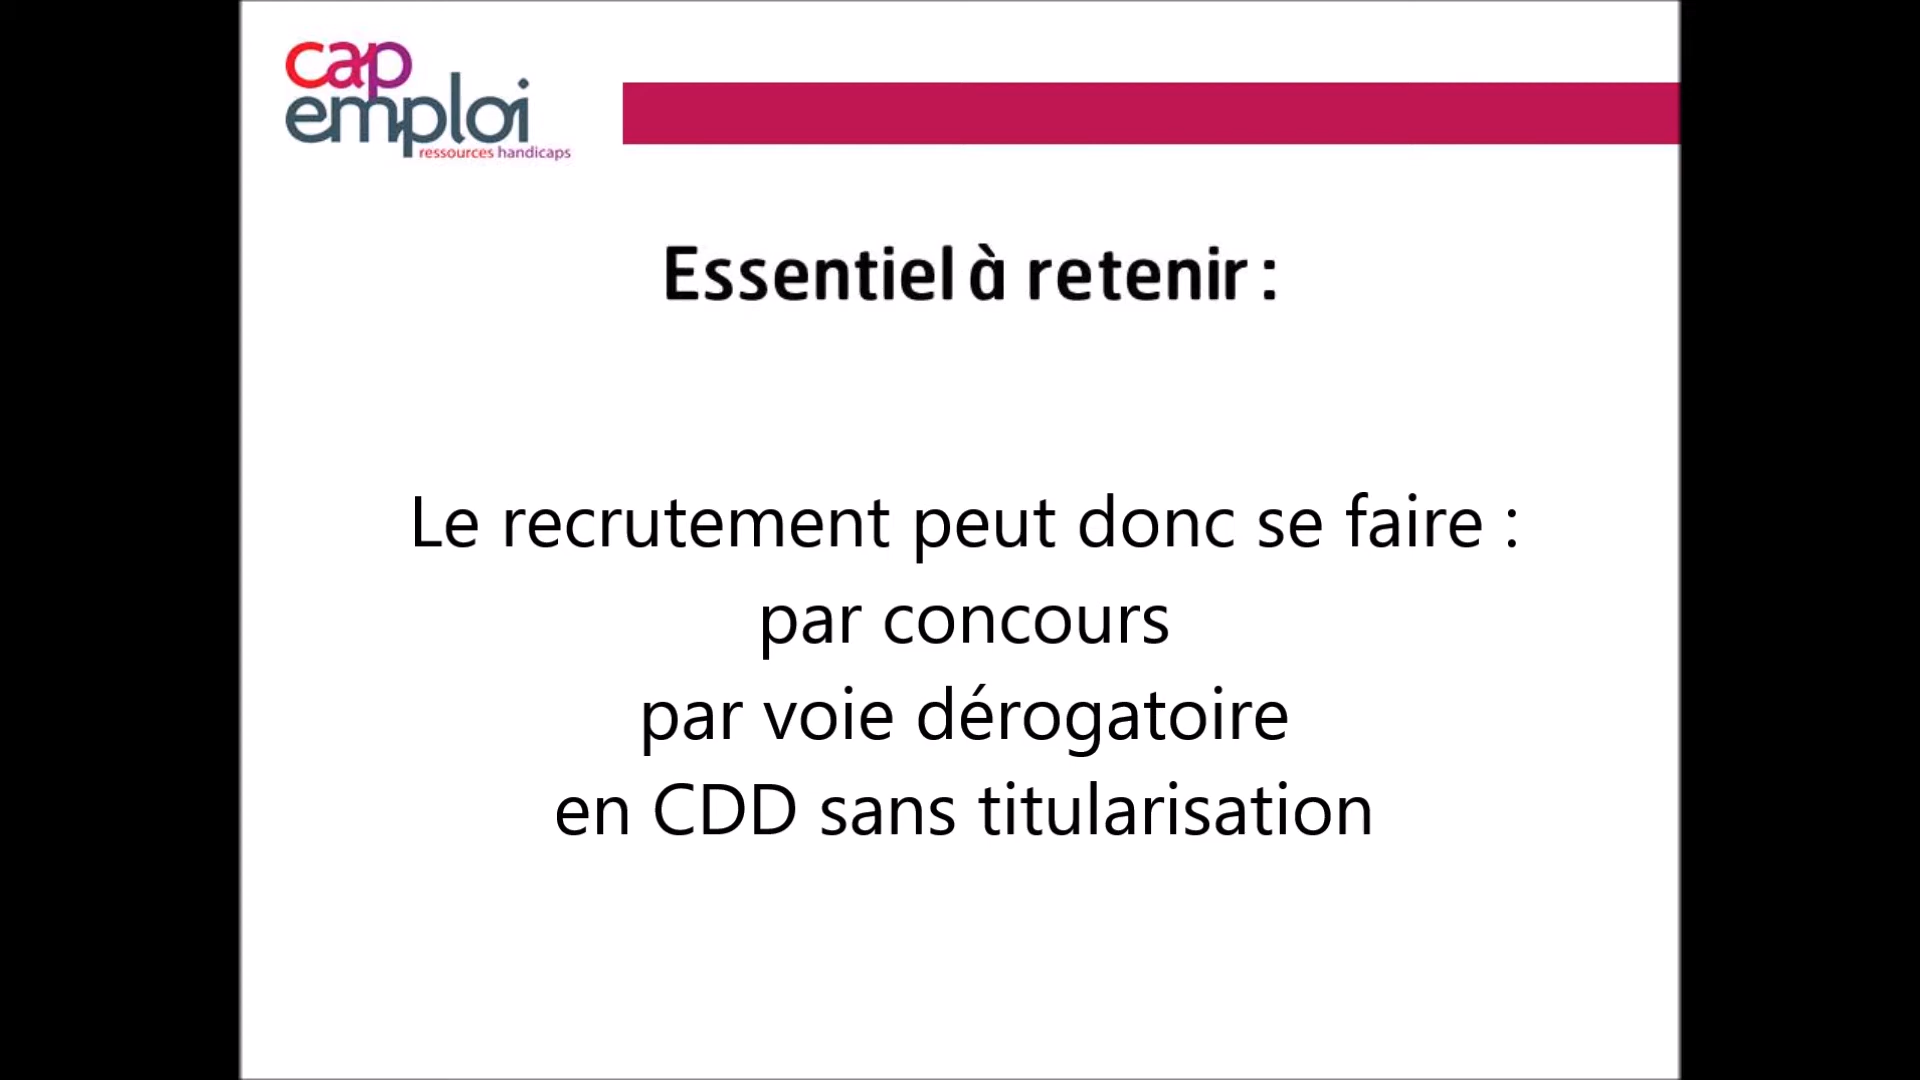 cap
emploi
ressources handicaps
Essentiel à retenir :
Le recrutement peut donc se faire :
par concours
par voie dérogatoire
en CDD sans titularisation